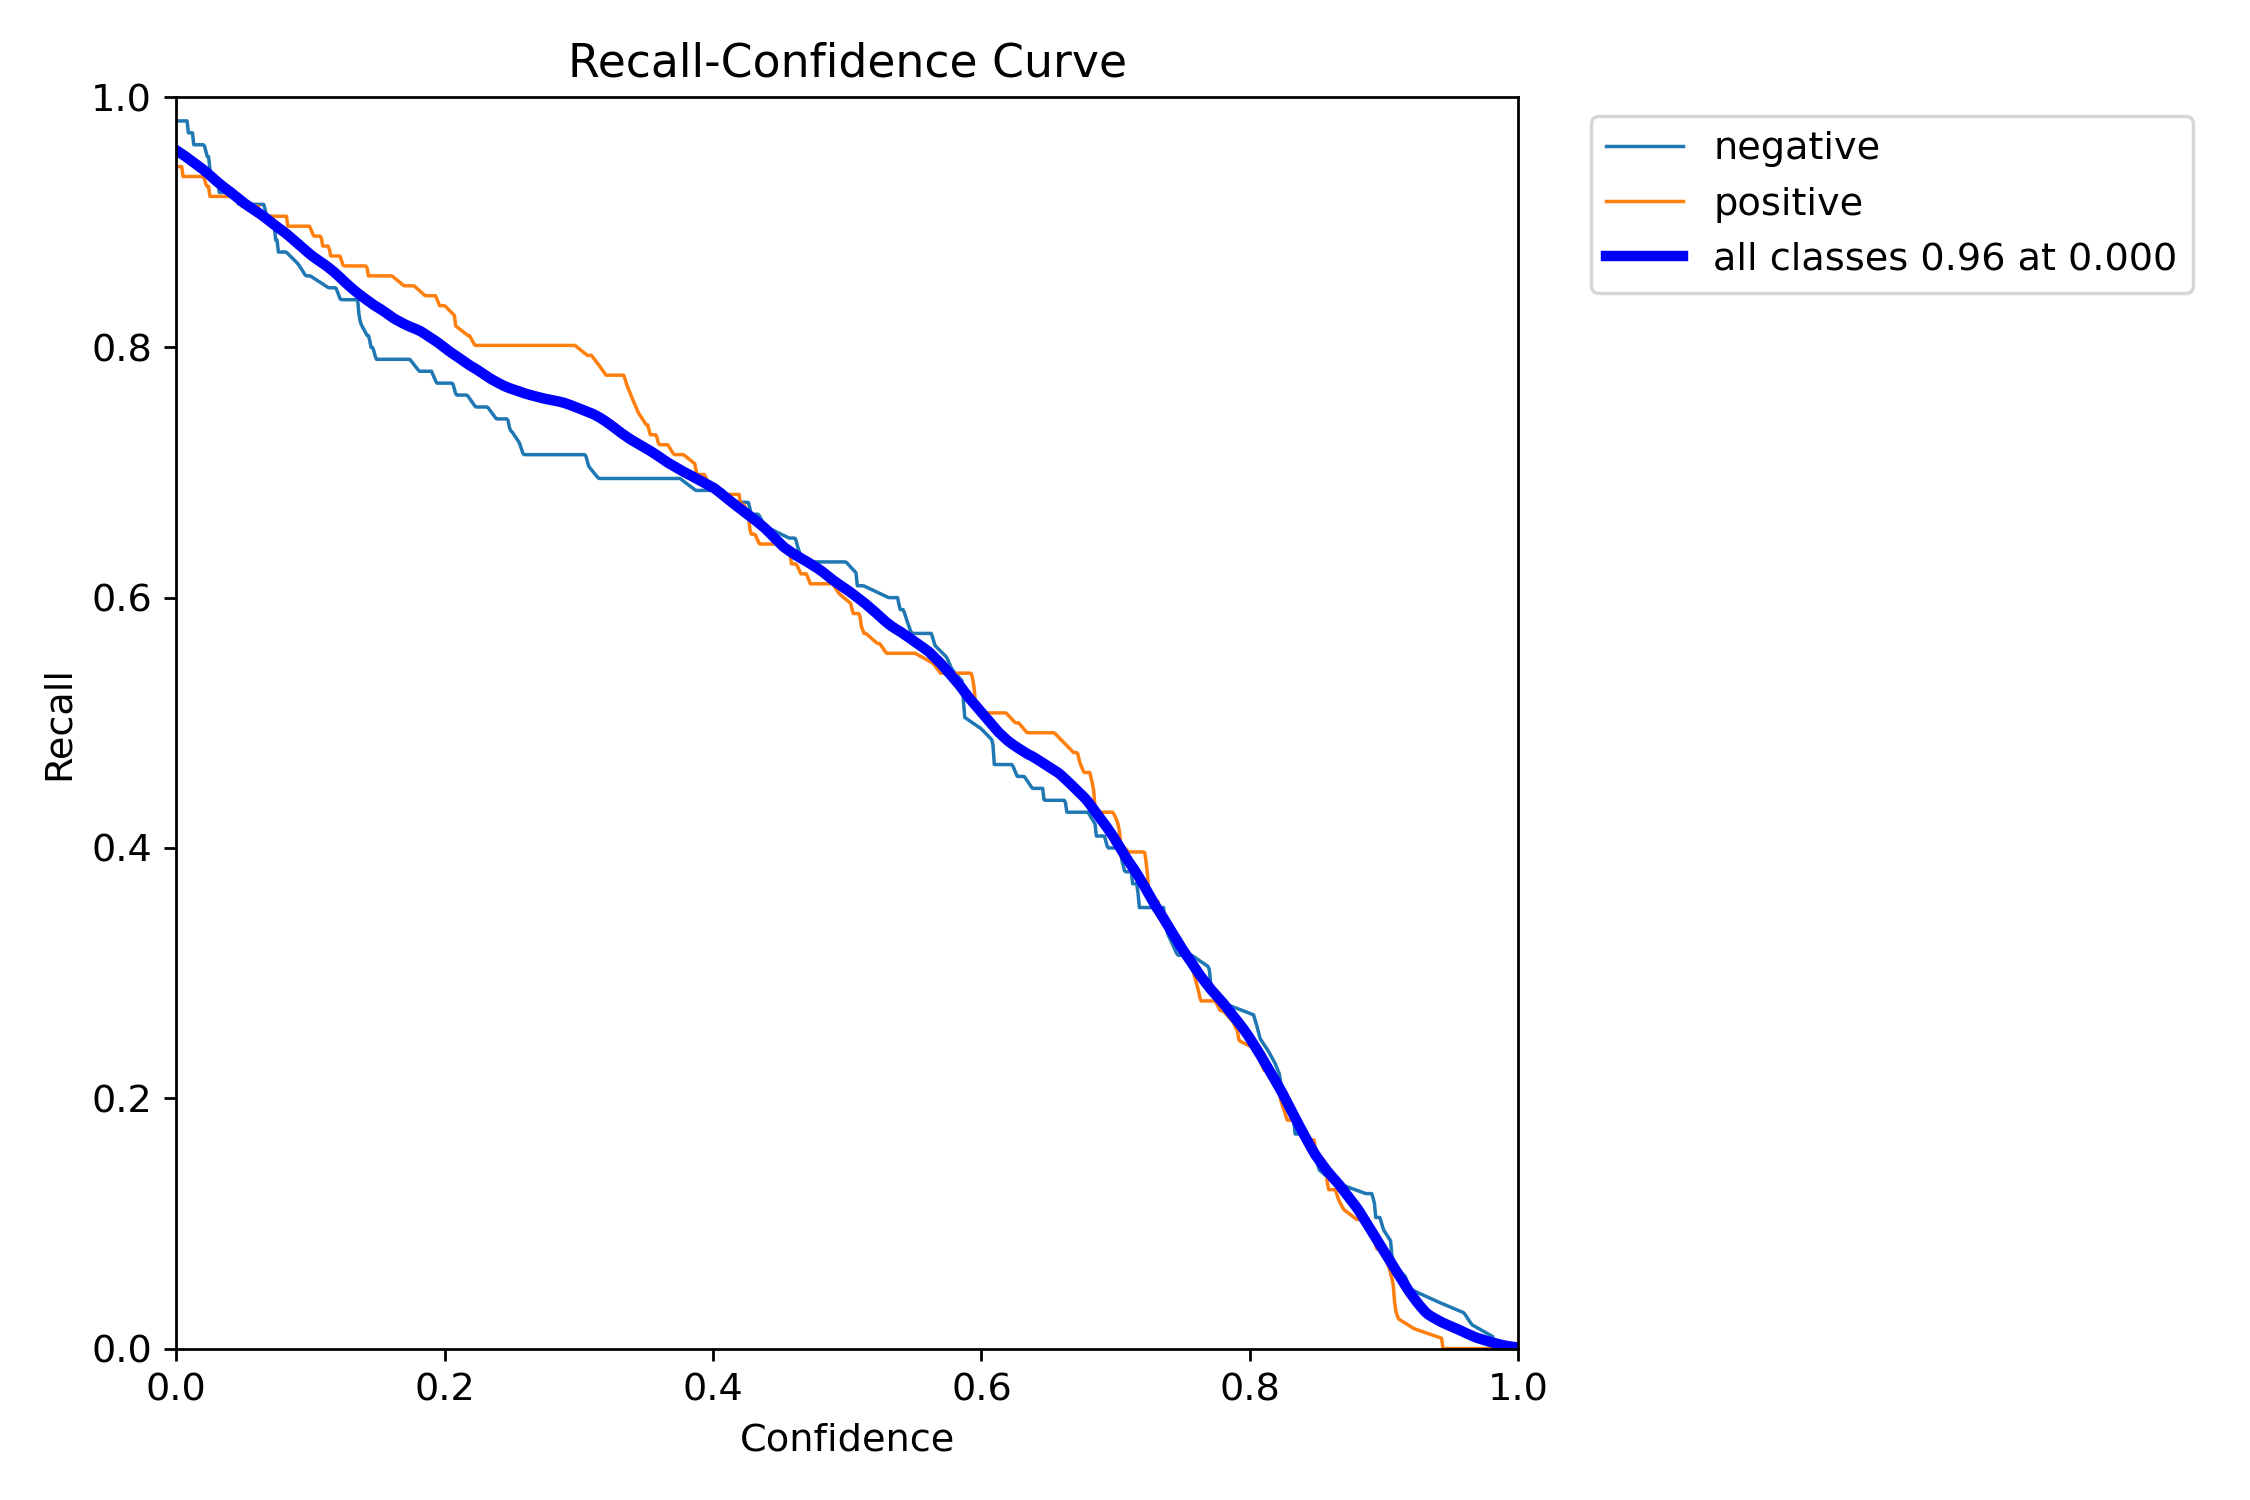 Recall-Confidence Curve
1.0
0.8
0.6
0.4
0.2
0.0
Recall
0.0 0.2 0.4 0.6 0.8 1.0
Confidence
negative
positive
all classes 0.96 at 0.000